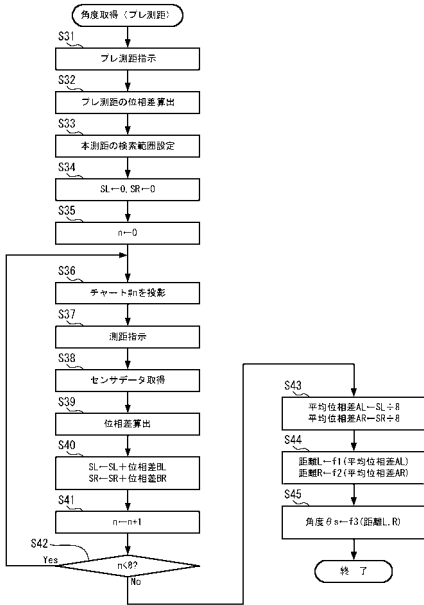 角度取得(プレ測距)
S31
プレ測距指示
S32
プレ測距の位相差算出
S33
本測距の検索範囲設定
S34
SL←0,SR←0
S35
n←0
S36
チャート#nを投影
S37
測距指示
S38
センサデータ取得
S39
位相差算出
S40
SL←SL+位相差BL
SR←SR+位相差BR
S41
n←n+1
S42
n<8?
Yes
No
S43
平均位相差AL←SL÷8
平均位相差AR←SR÷8
S44
距離L←f1(平均位相差AL)
距離R←f2(平均位相差AR)
S45
角度θs←f3(距離L,R)
終 了